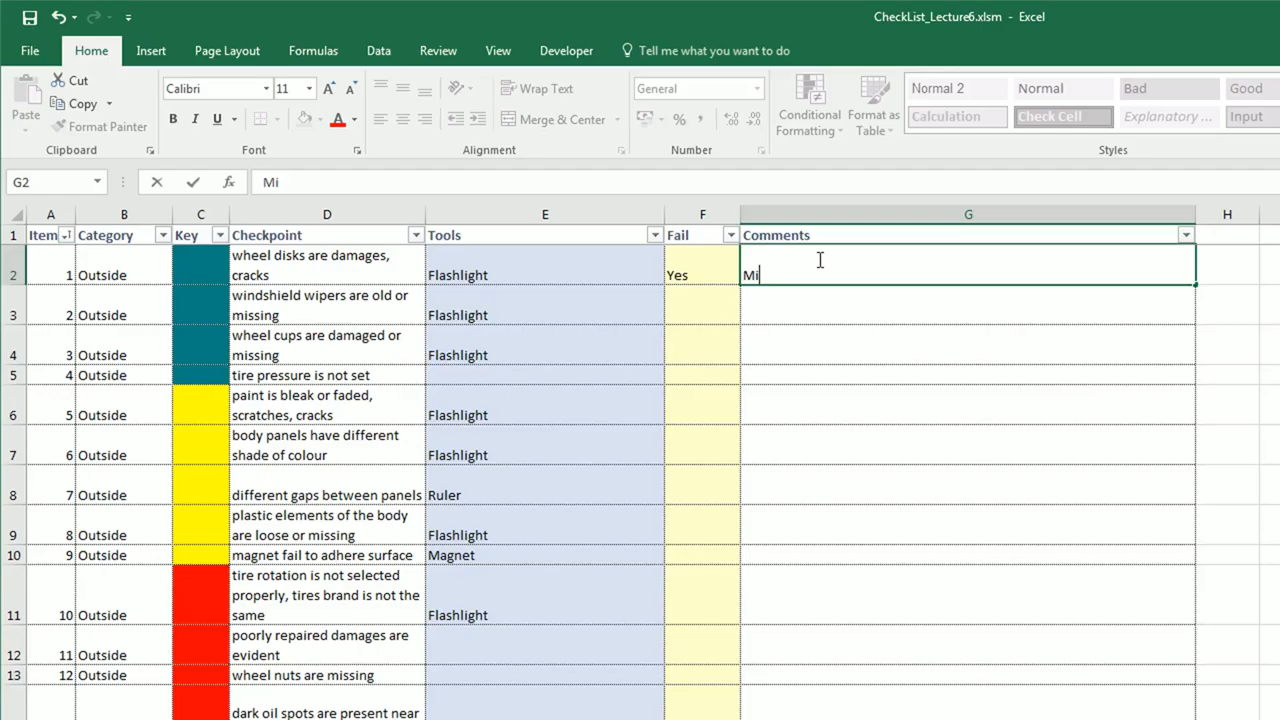 CheckList_Lecture6.xlsm - Excel
File Home Insert Page Layout Formulas Data Review View Developer Tell me what you want to do
Paste
Cut
Copy
Format Painter
Clipboard
Calibri 11 A A
B I U A
Font
Wrap Text
Merge & Center
Alignment
General
% , .0 .00 .00 .0
Number
Conditional Formatting
Format as Table
Normal 2 Normal Bad Good
Calculation Check Cell Explanatory ... Input
Styles
G2 fx Mi
A B C D E F G H
1 Item Category Key Checkpoint Tools Fail Comments
wheel disks are damages,
2 1 Outside cracks Flashlight Yes Mi
windshield wipers are old or
3 2 Outside missing Flashlight
wheel cups are damaged or
4 3 Outside missing Flashlight
5 4 Outside tire pressure is not set
paint is bleak or faded,
6 5 Outside scratches, cracks Flashlight
body panels have different
7 6 Outside shade of colour Flashlight
8 7 Outside different gaps between panels Ruler
plastic elements of the body
9 8 Outside are loose or missing Flashlight
10 9 Outside magnet fail to adhere surface Magnet
tire rotation is not selected
properly, tires brand is not the
11 10 Outside same Flashlight
poorly repaired damages are
12 11 Outside evident
13 12 Outside wheel nuts are missing
dark oil spots are present near